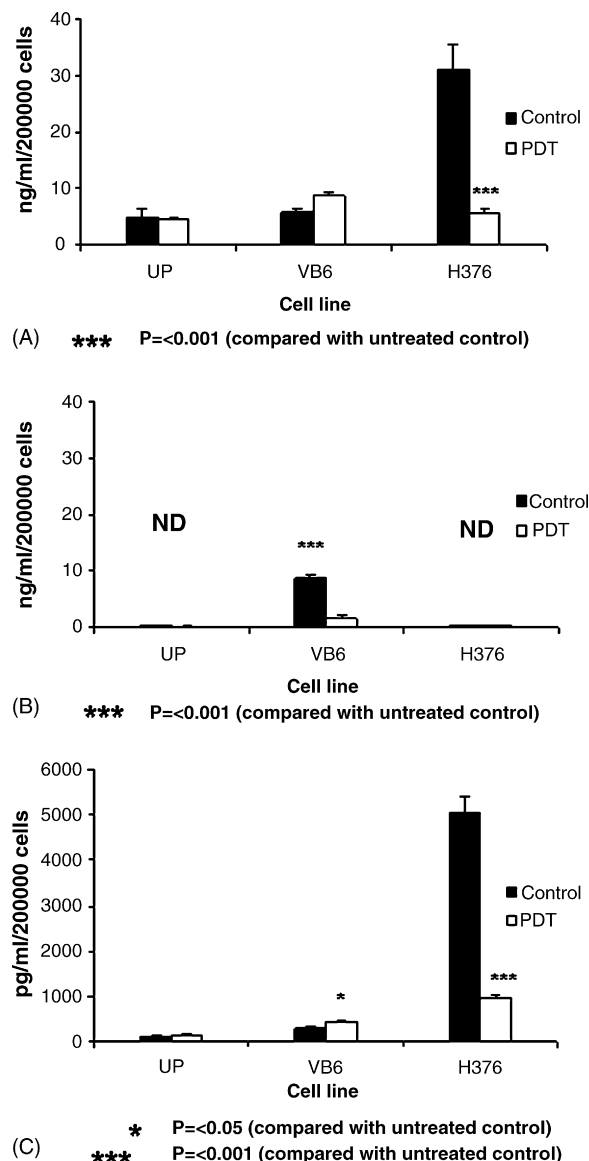 40
30
20
10
0
ng/ml/200000 cells
Control
PDT
***
UP VB6 H376
Cell line
(A) *** P=<0.001 (compared with untreated control)
40
30
20
10
0
ng/ml/200000 cells
ND
***
ND
Control
PDT
UP VB6 H376
Cell line
(B) *** P=<0.001 (compared with untreated control)
6000
5000
4000
3000
2000
1000
0
pg/ml/200000 cells
Control
PDT
*
***
UP VB6 H376
Cell line
* P=<0.05 (compared with untreated control)
(C) *** P=<0.001 (compared with untreated control)